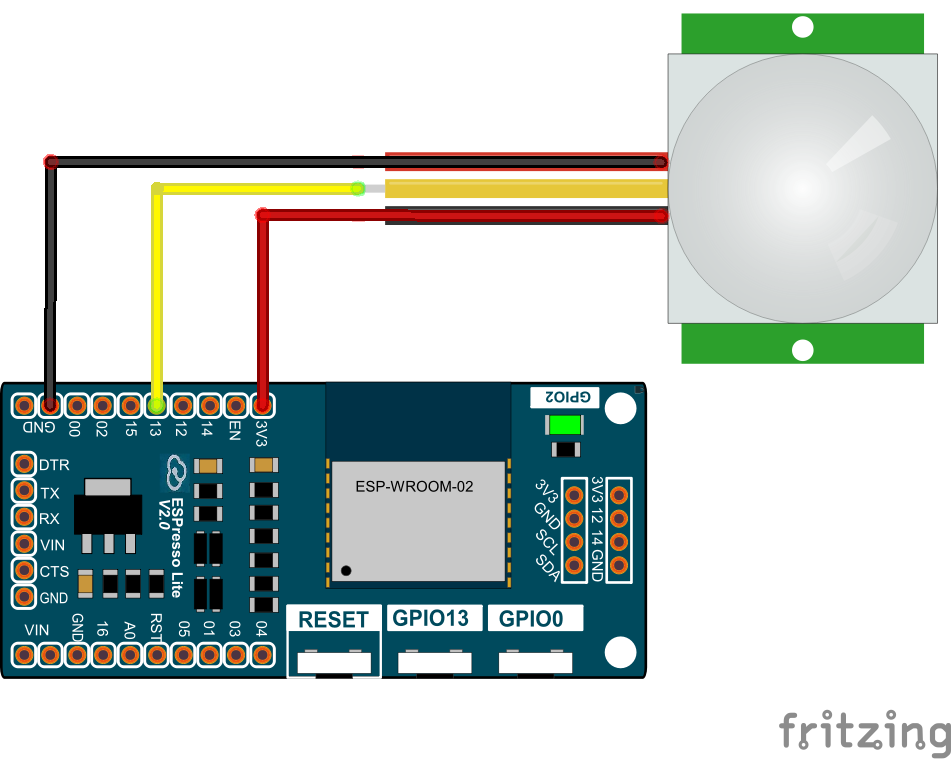 GPIO2
GND
00
02
15
13
12
14
EN
3V3
DTR
TX
RX
VIN
CTS
GND
ESPresso Lite
V2.0
ESP-WROOM-02
3V3
GND
SCL
SDA
3V3 12 14 GND
VIN
GND
16
A0
RST
05
01
03
04
RESET
GPIO13
GPIO0
fritzing